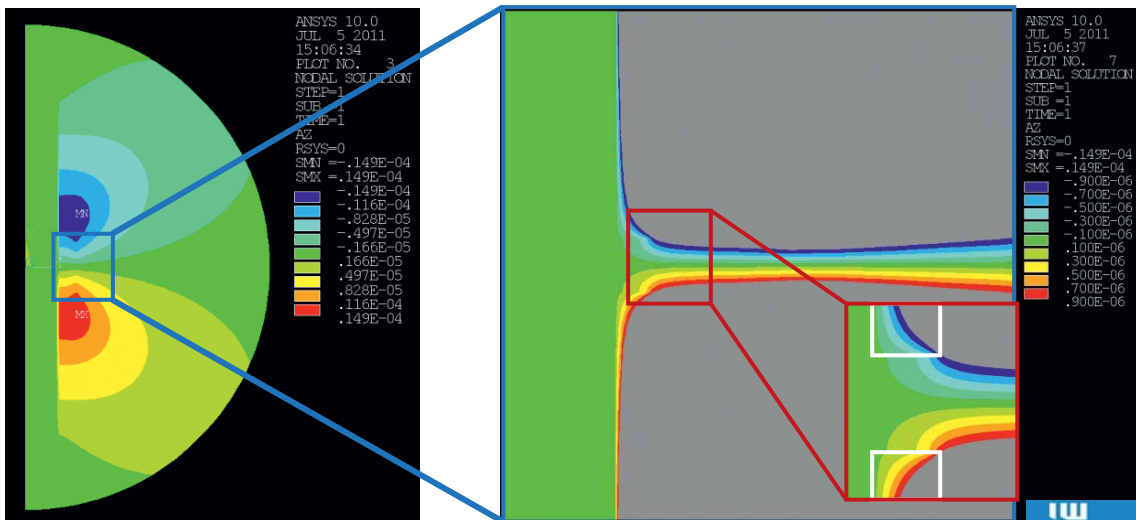 ANSYS 10.0
JUL 5 2011
15:06:34
PLOT NO. 3
NODAL SOLUTION
STEP=1
SUB =1
TIME=1
AZ
RSYS=0
SMN =-.149E-04
SMX =.149E-04
-.149E-04
-.116E-04
-.828E-05
-.497E-05
-.166E-05
.166E-05
.497E-05
.828E-05
.116E-04
.149E-04
MN
MX
ANSYS 10.0
JUL 5 2011
15:06:37
PLOT NO. 7
NODAL SOLUTION
STEP=1
SUB =1
TIME=1
AZ
RSYS=0
SMN =-.149E-04
SMX =.149E-04
-.900E-06
-.700E-06
-.500E-06
-.300E-06
-.100E-06
.100E-06
.300E-06
.500E-06
.700E-06
.900E-06